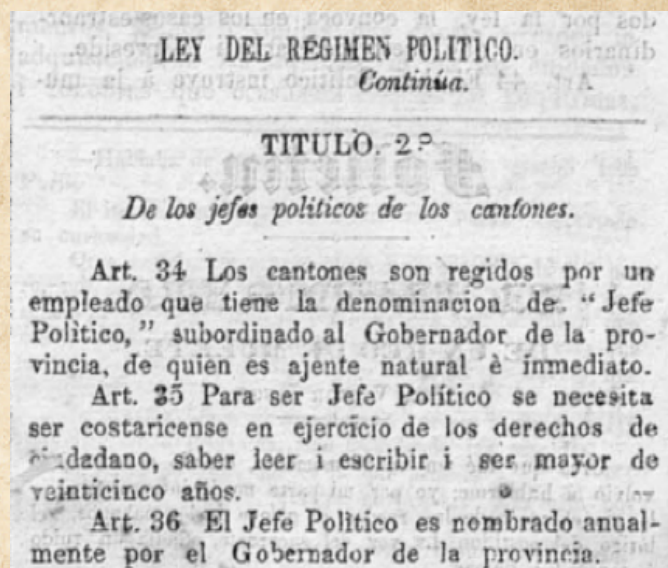 LEY DEL RÉGIMEN POLITICO.
Continúa.
TITULO. 2º
De los jefes politicos de los cantones.
Art. 34 Los cantones son regidos por un
empleado que tiene la denominacion de "Jefe
Político," subordinado al Gobernador de la pro-
vincia, de quien es ajente natural è inmediato.
Art. 35 Para ser Jefe Político se necesita
ser costaricense en ejercicio de los derechos de
ciudadano, saber leer i escribir i ser mayor de
veinticinco años.
Art. 36 El Jefe Politico es nombrado anual-
mente por el Gobernador de la provincia.